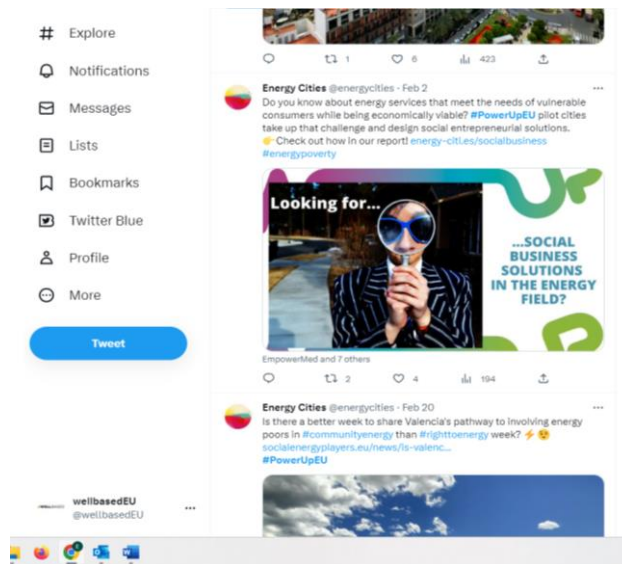 Explore
Notifications
Messages
Lists
Bookmarks
Twitter Blue
Profile
More
Tweet
wellbasedEU
@wellbasedEU
1 6 423
Energy Cities @energycities · Feb 2
Do you know about energy services that meet the needs of vulnerable
consumers while being economically viable? #PowerUpEU pilot cities
take up that challenge and design social entrepreneurial solutions.
👉Check out how in our report! energy-citi.es/socialbusiness
#energypoverty
Looking for...
...SOCIAL
BUSINESS
SOLUTIONS
IN THE ENERGY
FIELD?
EmpowerMed and 7 others
2 4 194
Energy Cities @energycities · Feb 20
Is there a better week to share Valencia's pathway to involving energy
poors in #communityenergy than #righttoenergy week? ⚡😉
socialenergyplayers.eu/news/is-valenc...
#PowerUpEU